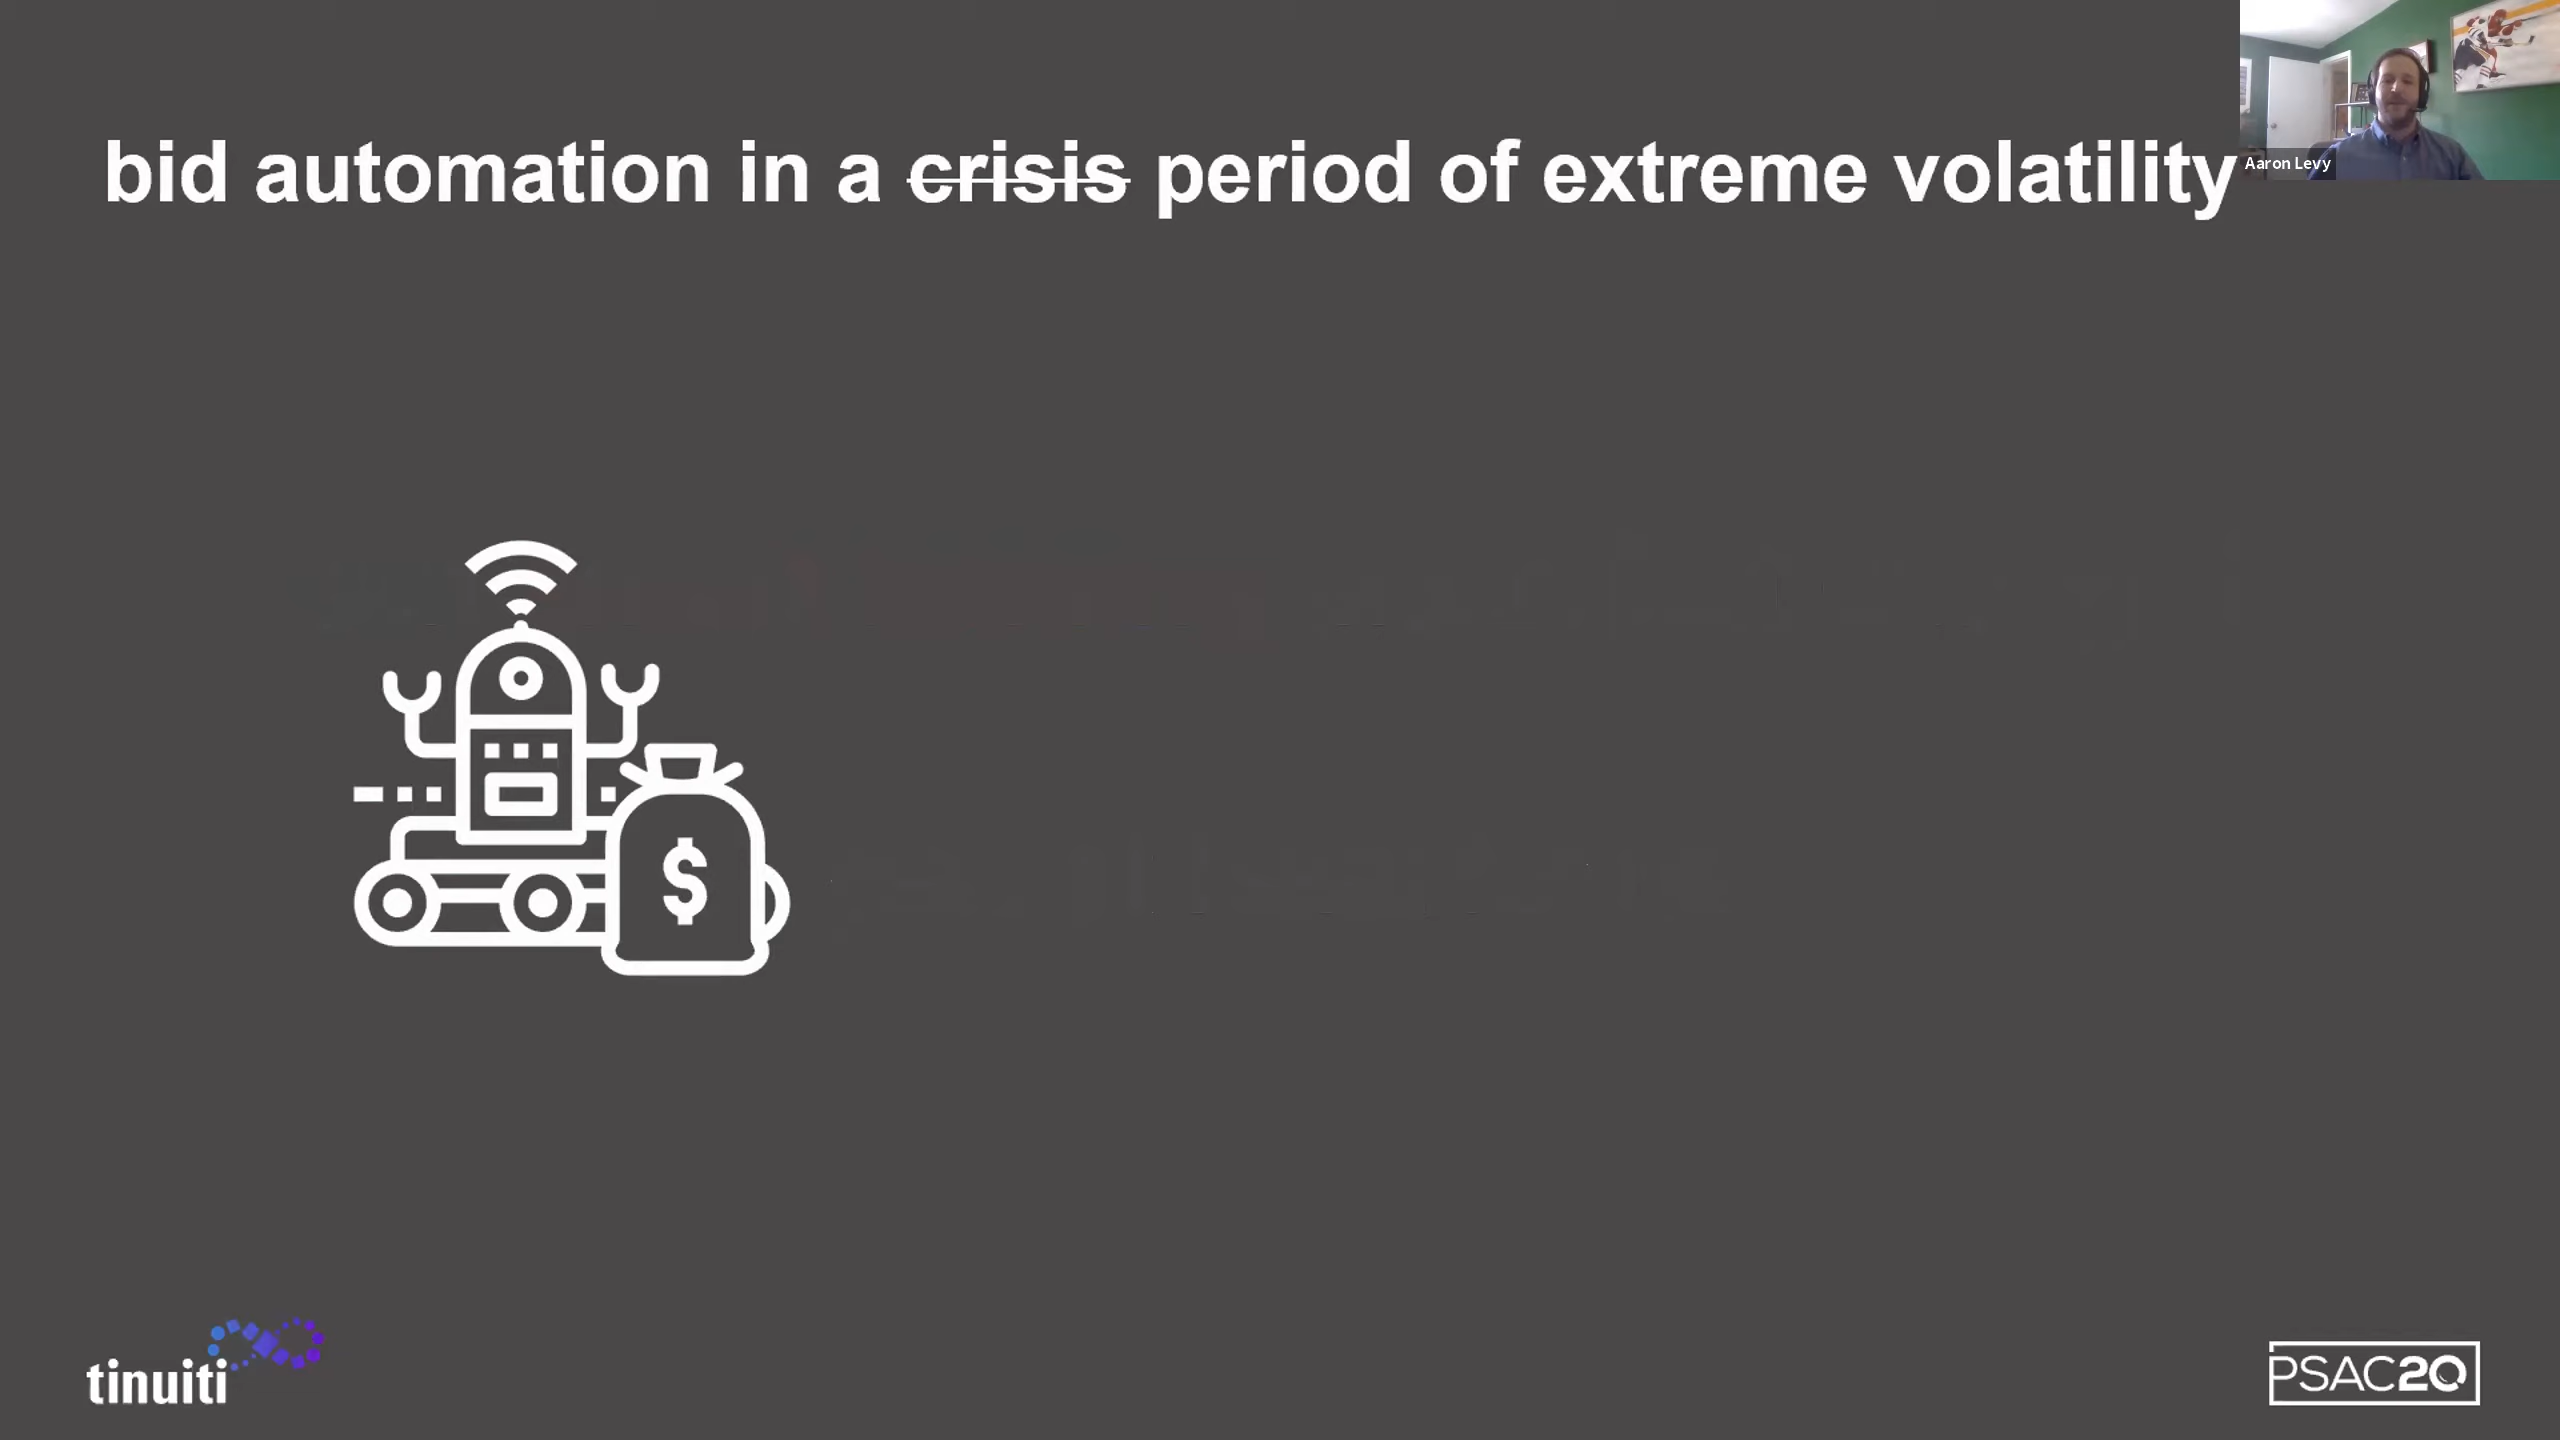 bid automation in a crisis period of extreme volatility
Aaron Levy
$
tinuiti
PSAC20